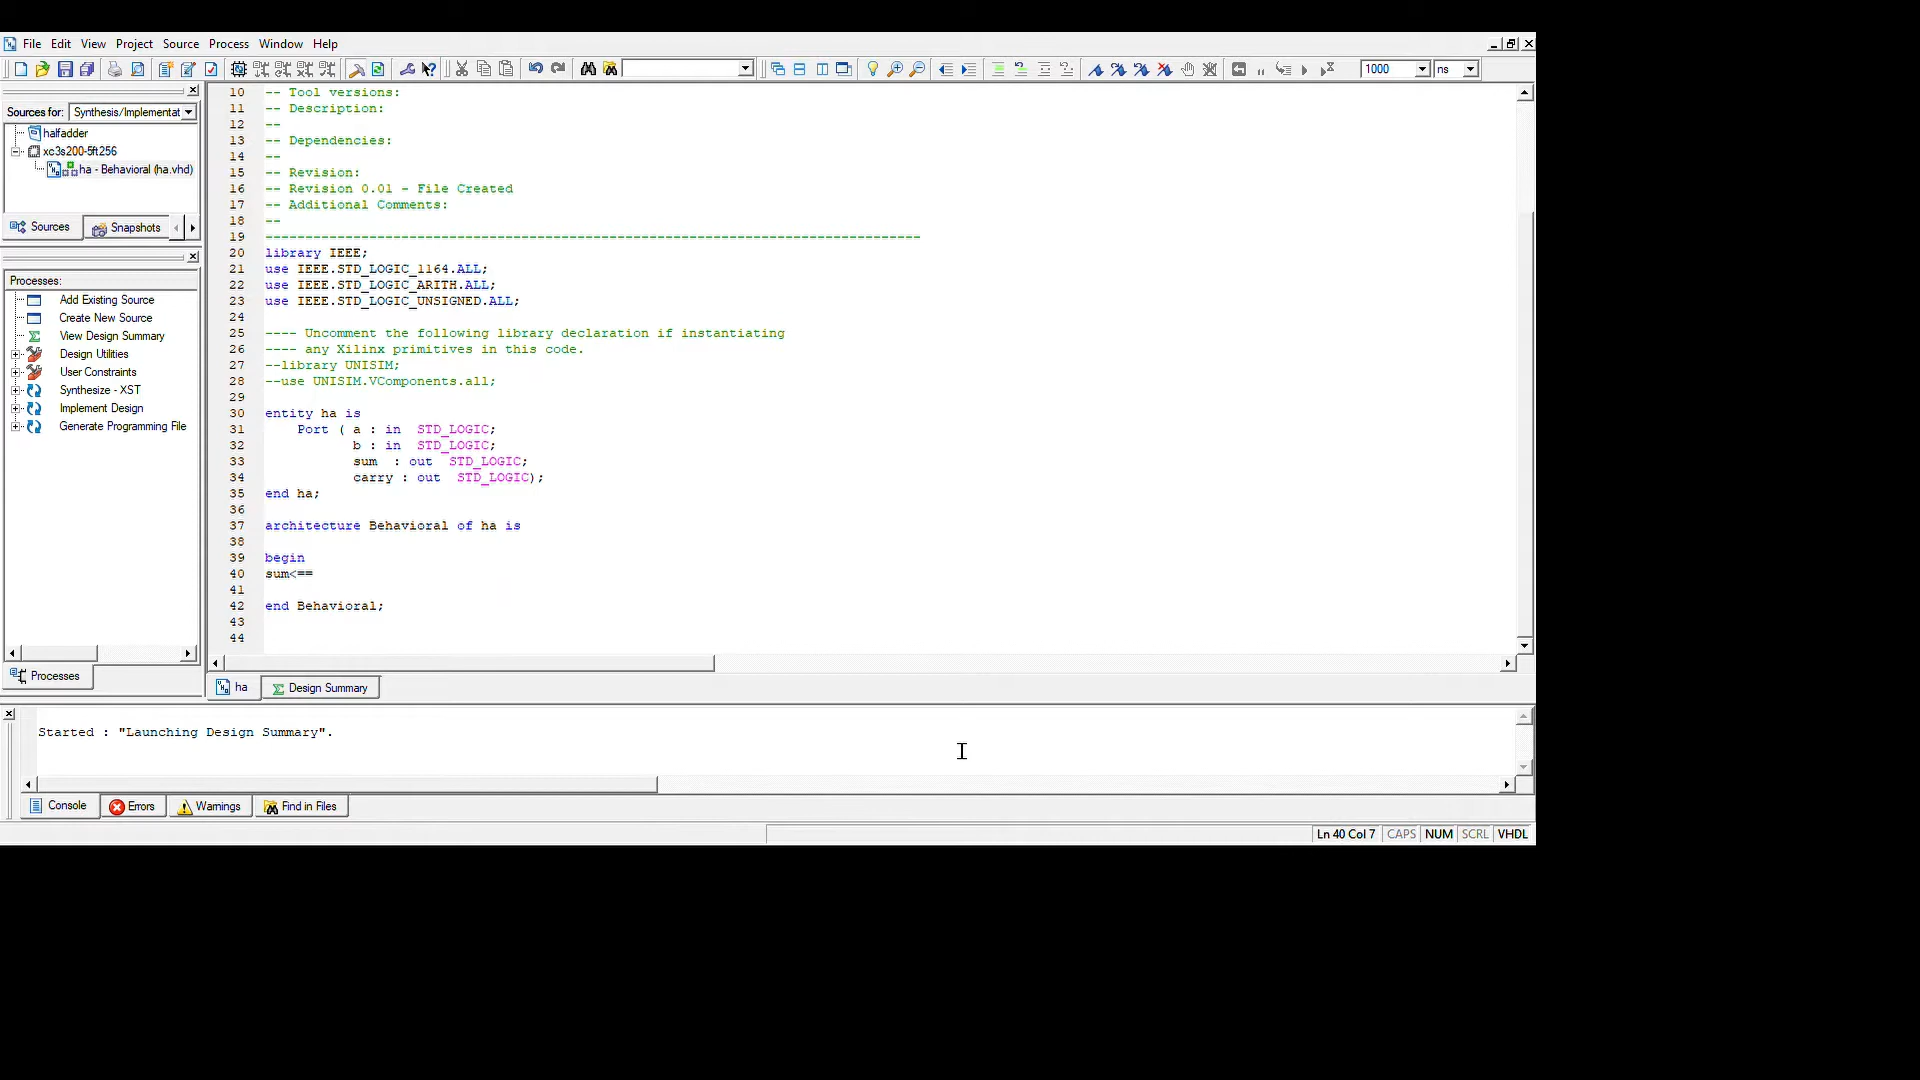 File Edit View Project Source Process Window Help
1000 ns
Sources for: Synthesis/Implementat
halfadder
xc3s200-5ft256
ha - Behavioral (ha.vhd)
Sources Snapshots
Processes:
Add Existing Source
Create New Source
View Design Summary
Design Utilities
User Constraints
Synthesize - XST
Implement Design
Generate Programming File
Processes
10 -- Tool versions:
11 -- Description:
12 --
13 -- Dependencies:
14 --
15 -- Revision:
16 -- Revision 0.01 - File Created
17 -- Additional Comments:
18 --
19 ----------------------------------------------------------------------------------
20 library IEEE;
21 use IEEE.STD_LOGIC_1164.ALL;
22 use IEEE.STD_LOGIC_ARITH.ALL;
23 use IEEE.STD_LOGIC_UNSIGNED.ALL;
24
25 ---- Uncomment the following library declaration if instantiating
26 ---- any Xilinx primitives in this code.
27 --library UNISIM;
28 --use UNISIM.VComponents.all;
29
30 entity ha is
31     Port ( a : in  STD_LOGIC;
32            b : in  STD_LOGIC;
33            sum  : out  STD_LOGIC;
34            carry : out  STD_LOGIC);
35 end ha;
36
37 architecture Behavioral of ha is
38
39 begin
40 sum<==
41
42 end Behavioral;
43
44
ha Design Summary
Started : "Launching Design Summary".
Console Errors Warnings Find in Files
Ln 40 Col 7 CAPS NUM SCRL VHDL